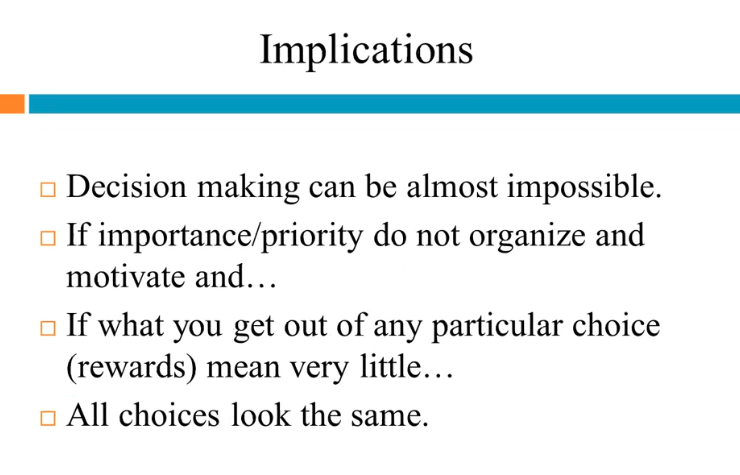 Implications
Decision making can be almost impossible.
If importance/priority do not organize and
motivate and…
If what you get out of any particular choice
(rewards) mean very little…
All choices look the same.